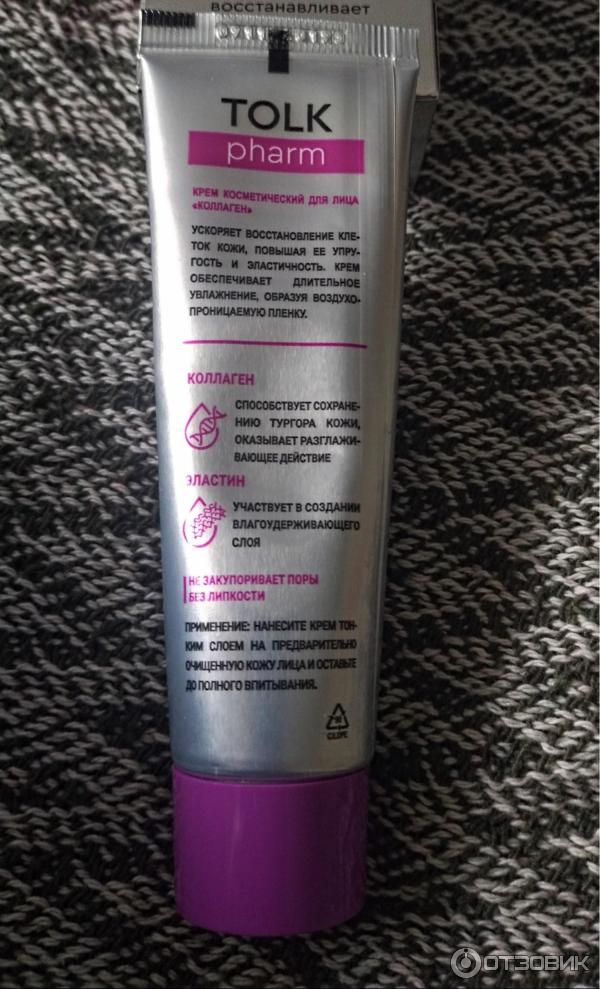 восстанавливает
TOLK
pharm
КРЕМ КОСМЕТИЧЕСКИЙ ДЛЯ ЛИЦА
«КОЛЛАГЕН»
УСКОРЯЕТ ВОССТАНОВЛЕНИЕ КЛЕ-
ТОК КОЖИ, ПОВЫШАЯ ЕЕ УПРУ-
ГОСТЬ И ЭЛАСТИЧНОСТЬ. КРЕМ
ОБЕСПЕЧИВАЕТ ДЛИТЕЛЬНОЕ
УВЛАЖНЕНИЕ, ОБРАЗУЯ ВОЗДУХО-
ПРОНИЦАЕМУЮ ПЛЕНКУ.
КОЛЛАГЕН
СПОСОБСТВУЕТ СОХРАНЕ-
НИЮ ТУРГОРА КОЖИ,
ОКАЗЫВАЕТ РАЗГЛАЖИ-
ВАЮЩЕЕ ДЕЙСТВИЕ
ЭЛАСТИН
УЧАСТВУЕТ В СОЗДАНИИ
ВЛАГОУДЕРЖИВАЮЩЕГО
СЛОЯ
НЕ ЗАКУПОРИВАЕТ ПОРЫ
БЕЗ ЛИПКОСТИ
ПРИМЕНЕНИЕ: НАНЕСИТЕ КРЕМ ТОН-
КИМ СЛОЕМ НА ПРЕДВАРИТЕЛЬНО
ОЧИЩЕННУЮ КОЖУ ЛИЦА И ОСТАВЬТЕ
ДО ПОЛНОГО ВПИТЫВАНИЯ.
C/LDPE
ОТЗОВИК